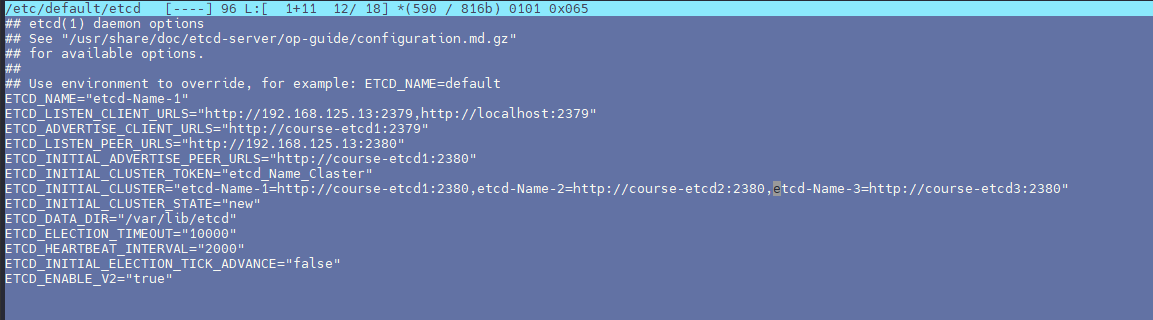 /etc/default/etcd   [----] 96 L:[  1+11  12/ 18] *(590 / 816b) 0101 0x065
## etcd(1) daemon options
## See "/usr/share/doc/etcd-server/op-guide/configuration.md.gz"
## for available options.
##
## Use environment to override, for example: ETCD_NAME=default
ETCD_NAME="etcd-Name-1"
ETCD_LISTEN_CLIENT_URLS="http://192.168.125.13:2379,http://localhost:2379"
ETCD_ADVERTISE_CLIENT_URLS="http://course-etcd1:2379"
ETCD_LISTEN_PEER_URLS="http://192.168.125.13:2380"
ETCD_INITIAL_ADVERTISE_PEER_URLS="http://course-etcd1:2380"
ETCD_INITIAL_CLUSTER_TOKEN="etcd_Name_Claster"
ETCD_INITIAL_CLUSTER="etcd-Name-1=http://course-etcd1:2380,etcd-Name-2=http://course-etcd2:2380,etcd-Name-3=http://course-etcd3:2380"
ETCD_INITIAL_CLUSTER_STATE="new"
ETCD_DATA_DIR="/var/lib/etcd"
ETCD_ELECTION_TIMEOUT="10000"
ETCD_HEARTBEAT_INTERVAL="2000"
ETCD_INITIAL_ELECTION_TICK_ADVANCE="false"
ETCD_ENABLE_V2="true"